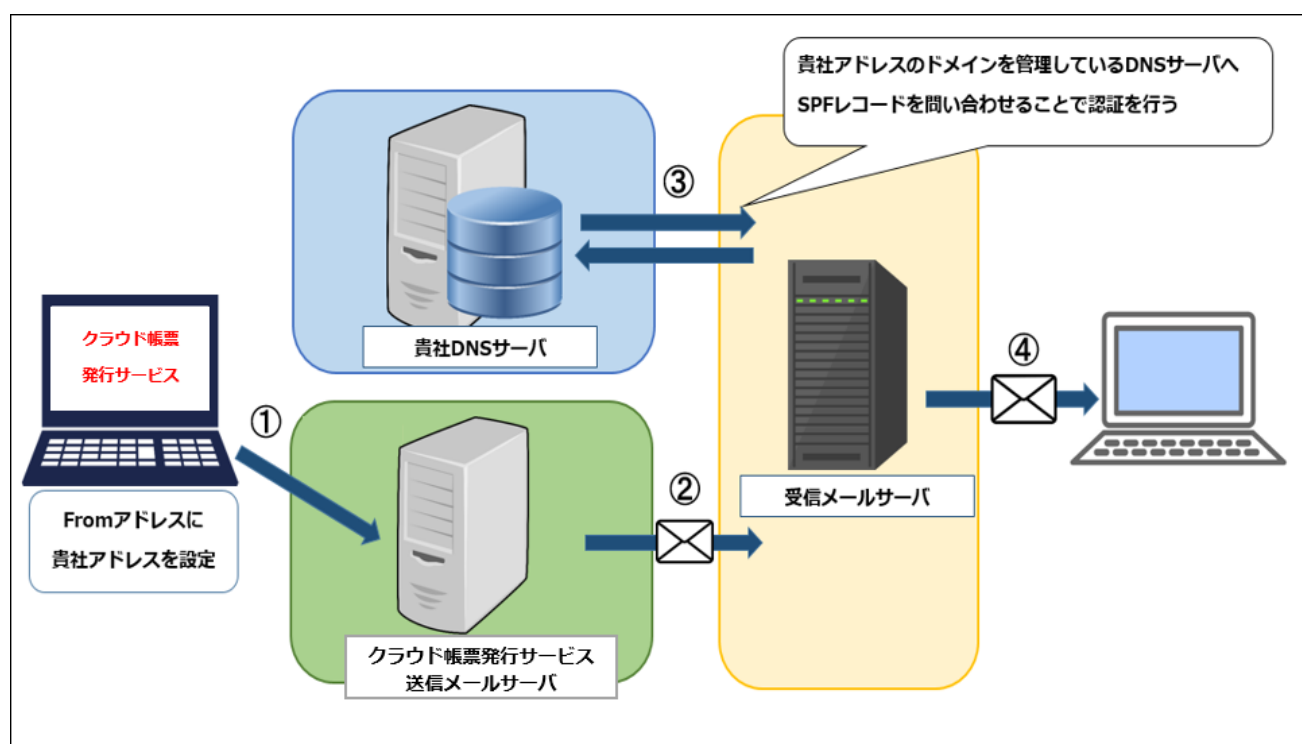 貴社アドレスのドメインを管理しているDNSサーバへ
SPFレコードを問い合わせることで認証を行う
③
貴社DNSサーバ
クラウド帳票
発行サービス
①
Fromアドレスに
貴社アドレスを設定
②
クラウド帳票発行サービス
送信メールサーバ
受信メールサーバ
④